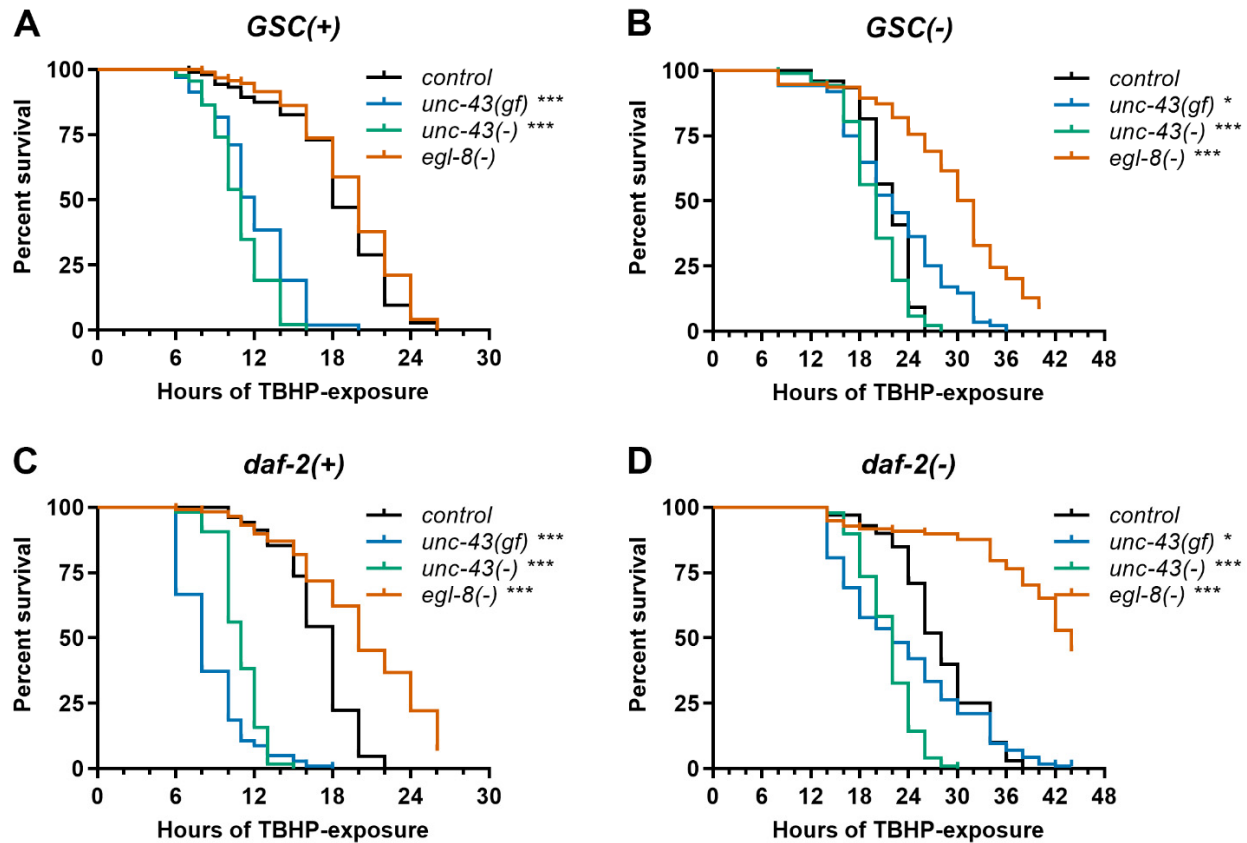 A
GSC(+)
Percent survival
100
75
50
25
0
0 6 12 18 24 30
Hours of TBHP-exposure
control
unc-43(gf) ***
unc-43(-) ***
egl-8(-)
B
GSC(-)
Percent survival
100
75
50
25
0
0 6 12 18 24 30 36 42 48
Hours of TBHP-exposure
control
unc-43(gf) *
unc-43(-) ***
egl-8(-) ***
C
daf-2(+)
Percent survival
100
75
50
25
0
0 6 12 18 24 30
Hours of TBHP-exposure
control
unc-43(gf) ***
unc-43(-) ***
egl-8(-) ***
D
daf-2(-)
Percent survival
100
75
50
25
0
0 6 12 18 24 30 36 42 48
Hours of TBHP-exposure
control
unc-43(gf) *
unc-43(-) ***
egl-8(-) ***